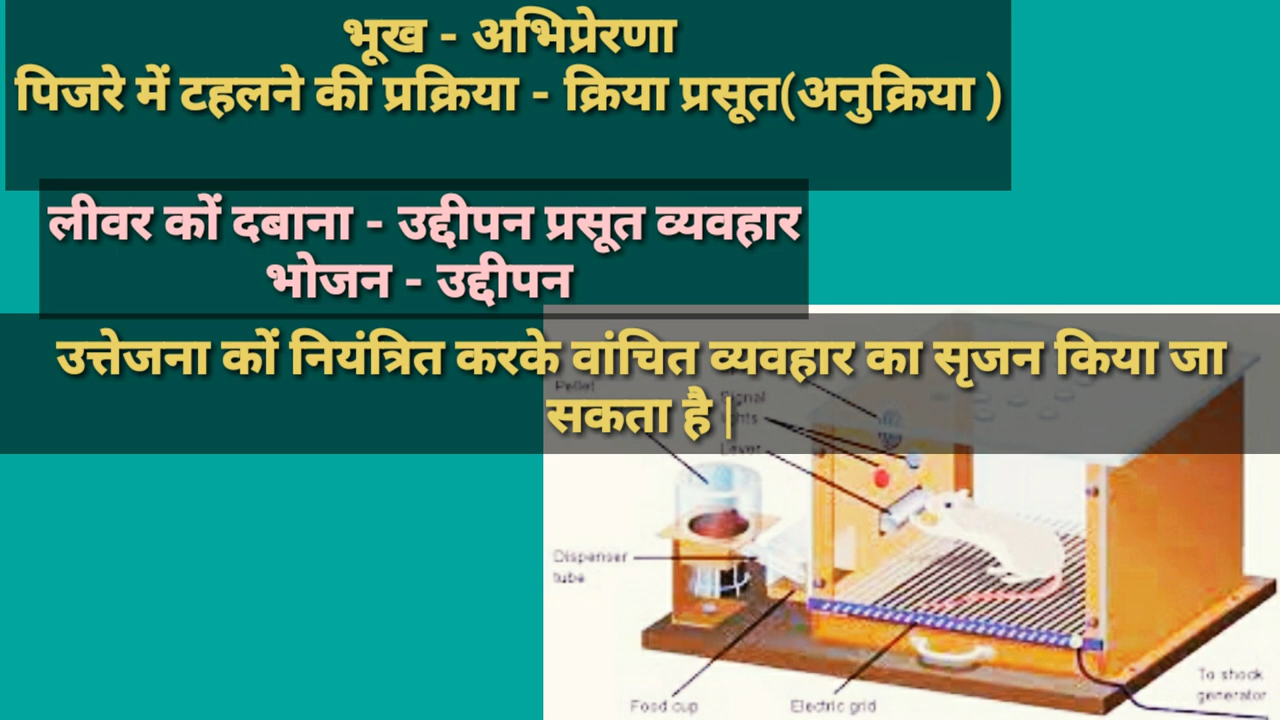 भूख - अभिप्रेरणा
पिजरे में टहलने की प्रक्रिया - क्रिया प्रसूत(अनुक्रिया )
लीवर कों दबाना - उद्दीपन प्रसूत व्यवहार
भोजन - उद्दीपन
उत्तेजना कों नियंत्रित करके वांचित व्यवहार का सृजन किया जा
सकता है |
Pellet
Signal
Lever
Dispenser
tube
Food cup
Electric grid
To shock
generator